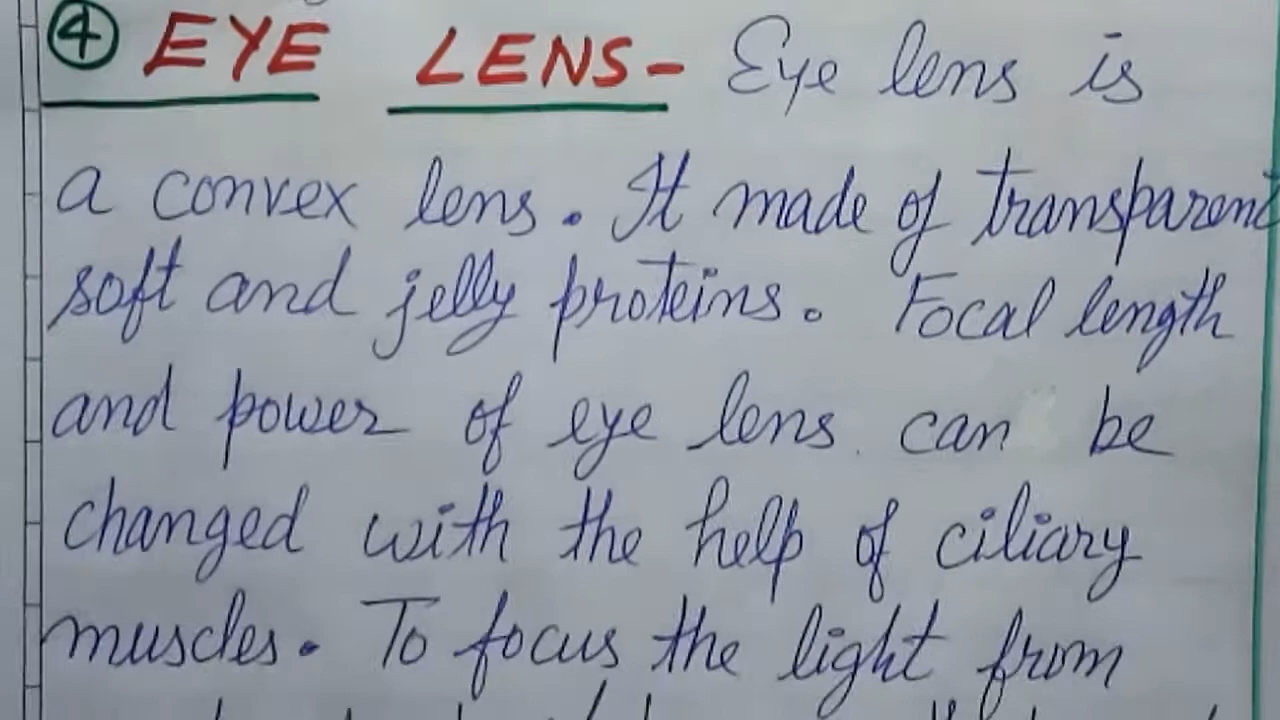 ④ EYE LENS- Eye lens is
a convex lens. It made of transparent
soft and jelly proteins. Focal length
and power of eye lens can be
changed with the help of ciliary
muscles. To focus the light from